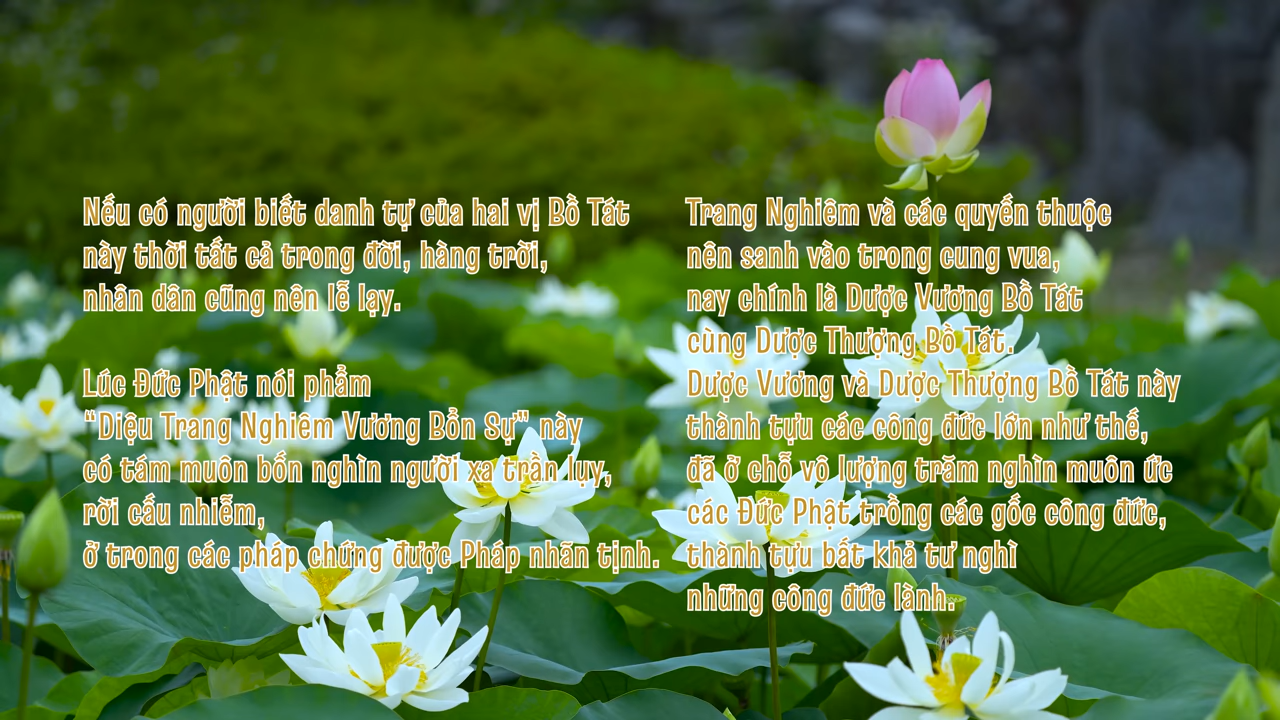 Nếu có người biết danh tự của hai vị Bồ Tát
này thời tất cả trong đời, hàng trời,
nhân dân cũng nên lễ lạy.
Lúc Đức Phật nói phẩm
“Diệu Trang Nghiêm Vương Bổn Sự” này
có tám muôn bốn nghìn người xa trần lụy,
rời cấu nhiễm,
ở trong các pháp chứng được Pháp nhãn tịnh.
Trang Nghiêm và các quyến thuộc
nên sanh vào trong cung vua,
nay chính là Dược Vương Bồ Tát
cùng Dược Thượng Bồ Tát.
Dược Vương và Dược Thượng Bồ Tát này
thành tựu các công đức lớn như thế,
đã ở chỗ vô lượng trăm nghìn muôn ức
các Đức Phật trồng các gốc công đức,
thành tựu bất khả tư nghì
những công đức lành.